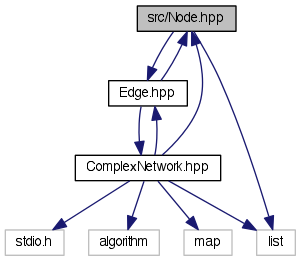 src/Node.hpp
Edge.hpp
ComplexNetwork.hpp
stdio.h
algorithm
map
list